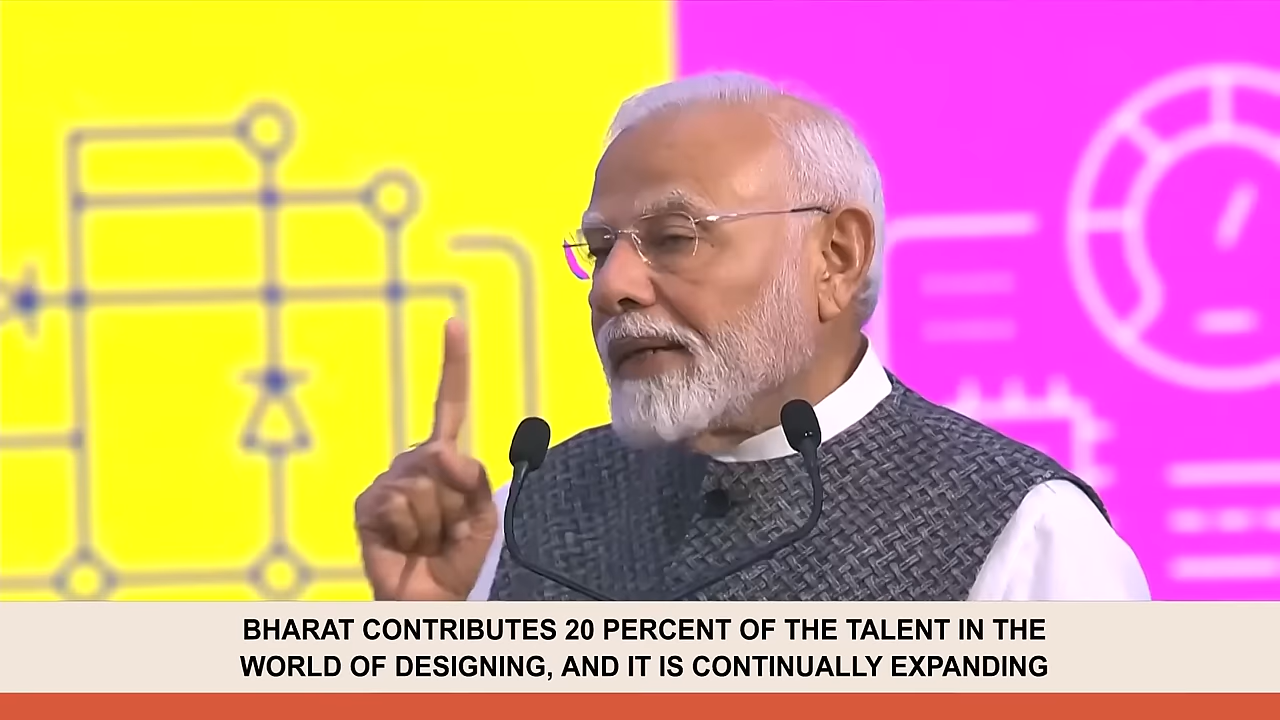 BHARAT CONTRIBUTES 20 PERCENT OF THE TALENT IN THE
WORLD OF DESIGNING, AND IT IS CONTINUALLY EXPANDING